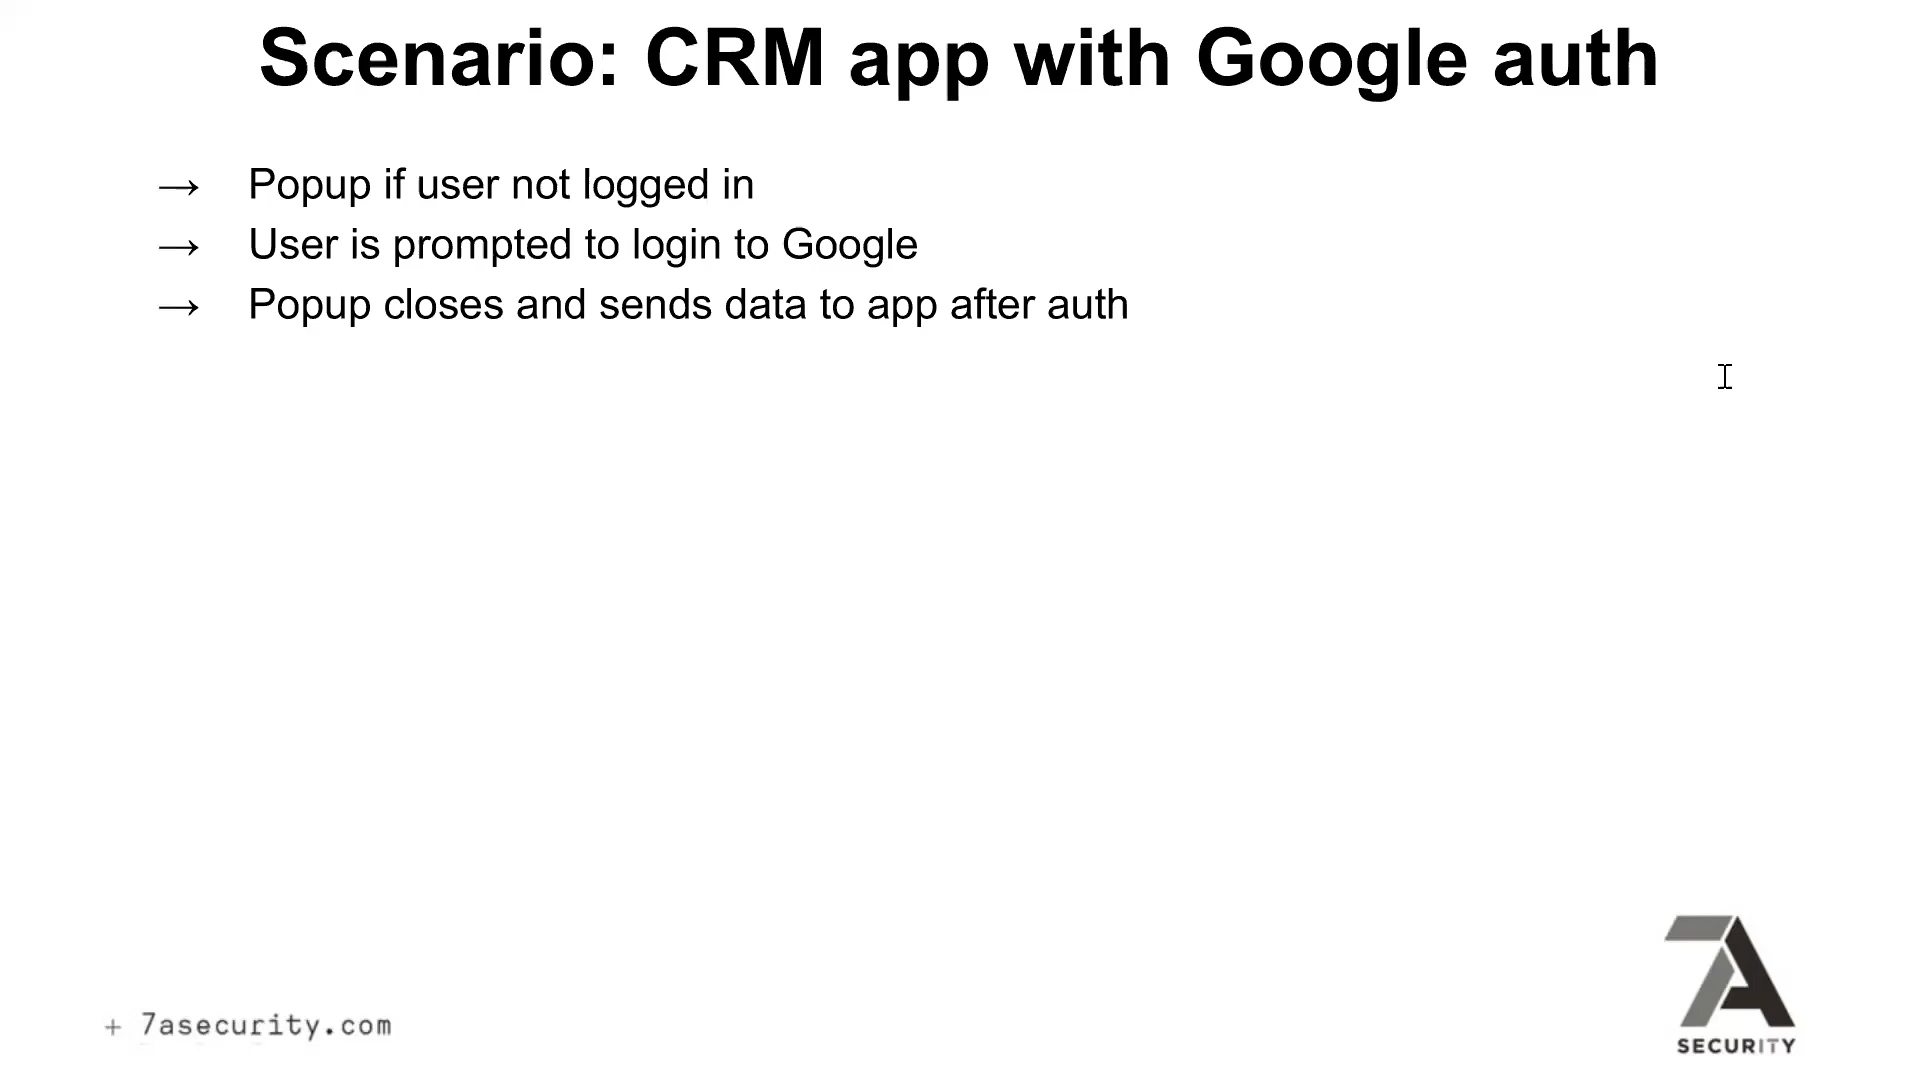 Scenario: CRM app with Google auth
→ Popup if user not logged in
→ User is prompted to login to Google
→ Popup closes and sends data to app after auth
+ 7asecurity.com
7A
SECURITY